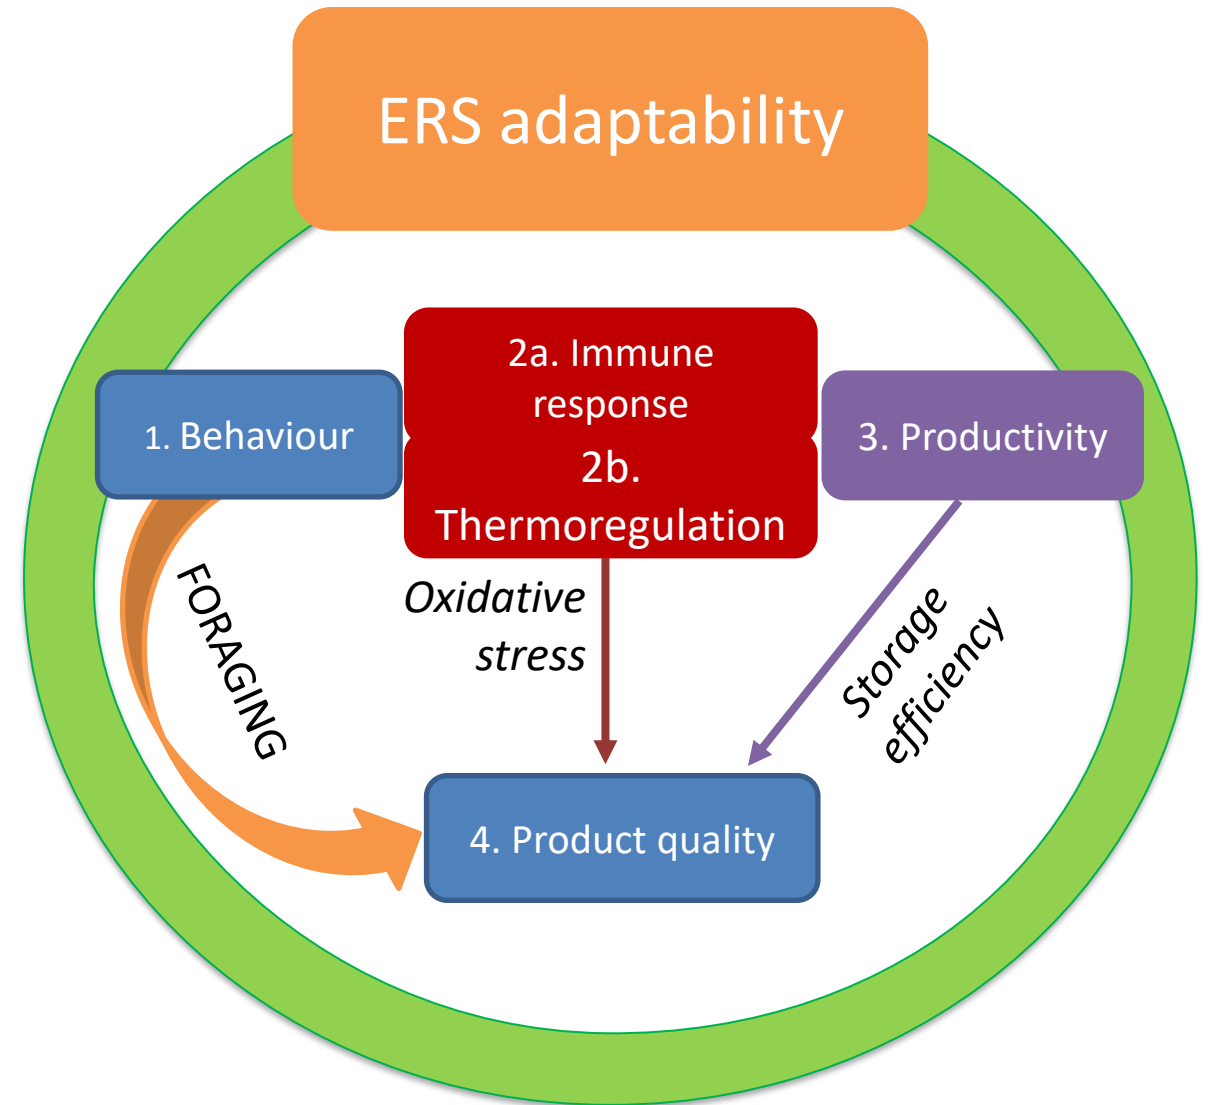 ERS adaptability
2a. Immune
response
1. Behaviour
2b.
Thermoregulation
3. Productivity
FORAGING
Oxidative
stress
Storage
efficiency
4. Product quality